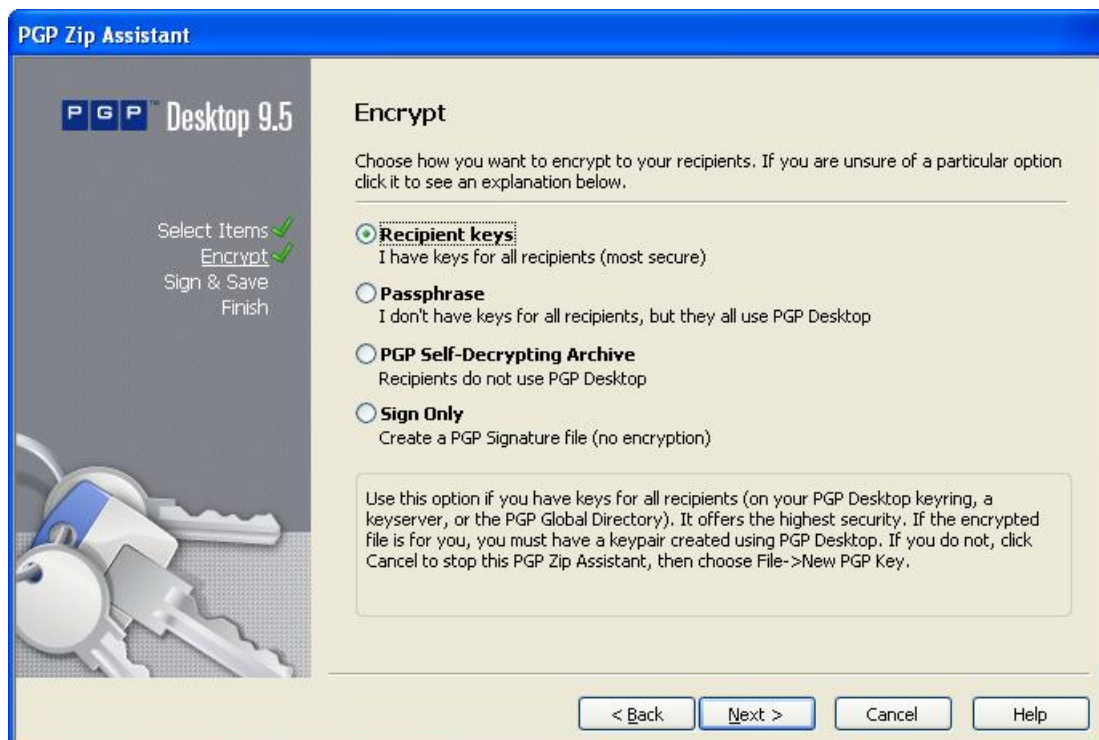 PGP Zip Assistant
PGP™ Desktop 9.5
Select Items
Encrypt
Sign & Save
Finish
Encrypt
Choose how you want to encrypt to your recipients. If you are unsure of a particular option
click it to see an explanation below.
Recipient keys
I have keys for all recipients (most secure)
Passphrase
I don't have keys for all recipients, but they all use PGP Desktop
PGP Self-Decrypting Archive
Recipients do not use PGP Desktop
Sign Only
Create a PGP Signature file (no encryption)
Use this option if you have keys for all recipients (on your PGP Desktop keyring, a
keyserver, or the PGP Global Directory). It offers the highest security. If the encrypted
file is for you, you must have a keypair created using PGP Desktop. If you do not, click
Cancel to stop this PGP Zip Assistant, then choose File->New PGP Key.
< Back
Next >
Cancel
Help